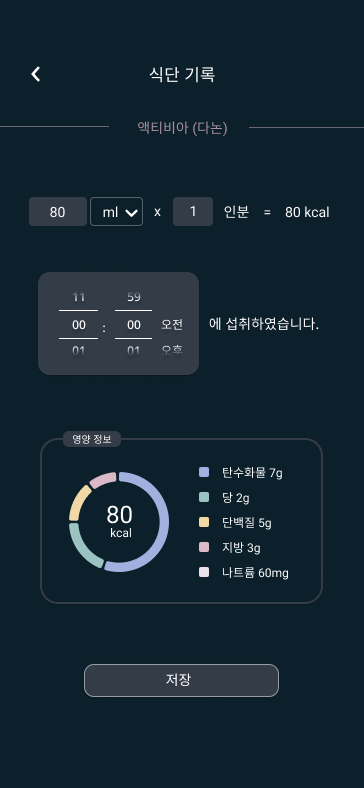 식단 기록
액티비아 (다논)
80 ml x 1 인분 = 80 kcal
11 59
00 : 00 오전 에 섭취하였습니다.
01 01 오후
영양 정보
80
kcal
탄수화물 7g
당 2g
단백질 5g
지방 3g
나트륨 60mg
저장